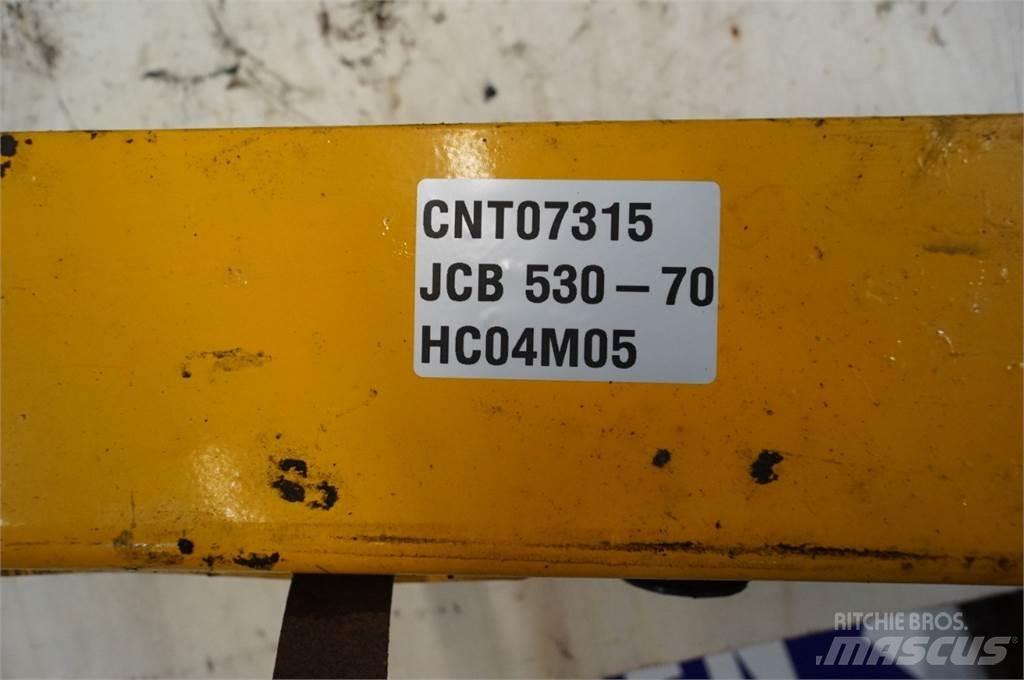 CNT07315
JCB 530-70
HC04M05
RITCHIE BROS.
MASCUS